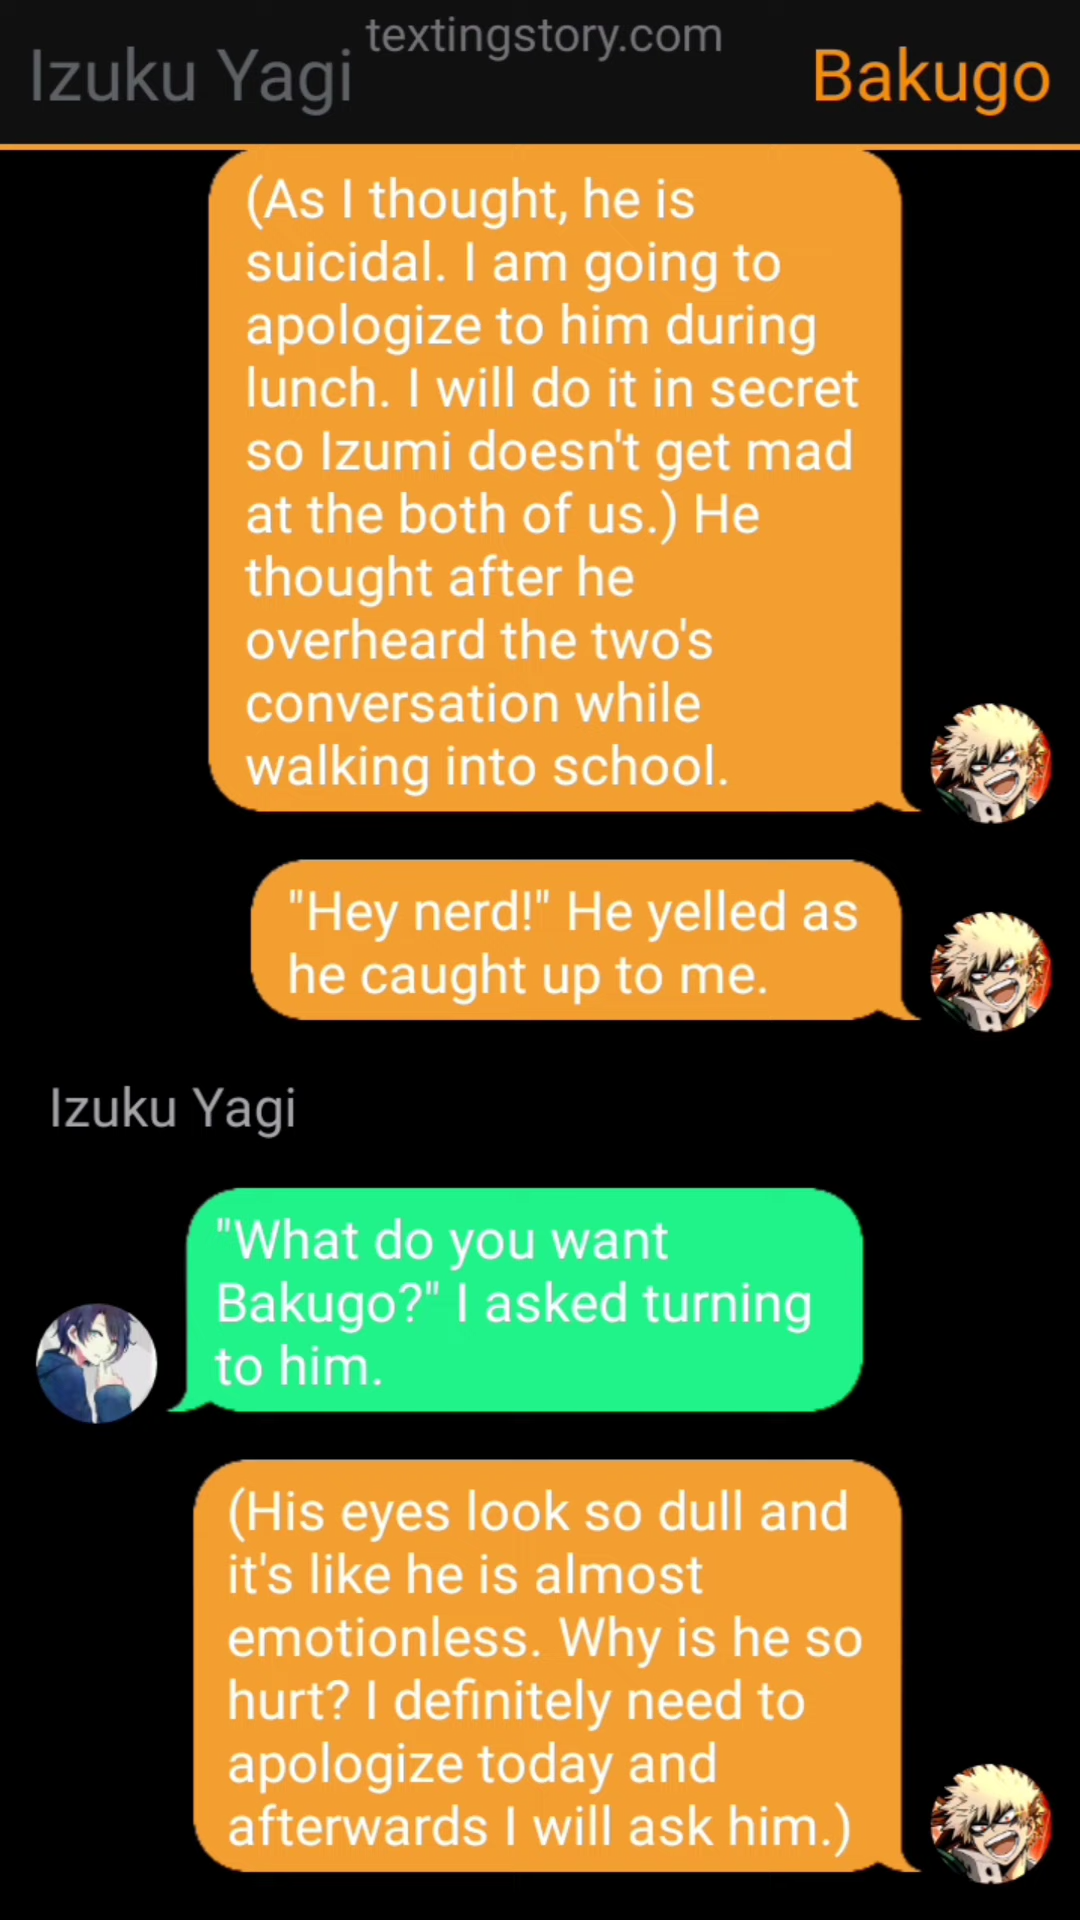 textingstory.com
Izuku Yagi
Bakugo
(As I thought, he is
suicidal. I am going to
apologize to him during
lunch. I will do it in secret
so Izumi doesn't get mad
at the both of us.) He
thought after he
overheard the two's
conversation while
walking into school.
"Hey nerd!" He yelled as
he caught up to me.
Izuku Yagi
"What do you want
Bakugo?" I asked turning
to him.
(His eyes look so dull and
it's like he is almost
emotionless. Why is he so
hurt? I definitely need to
apologize today and
afterwards I will ask him.)